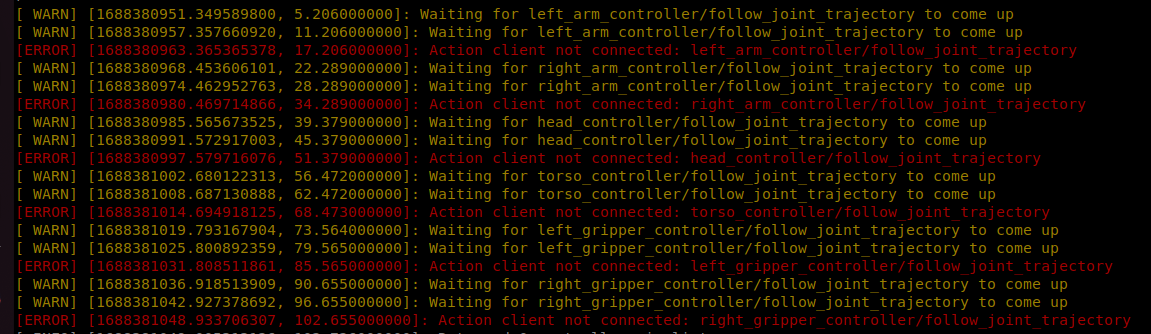 [ WARN] [1688380951.349589800, 5.206000000]: Waiting for left_arm_controller/follow_joint_trajectory to come up
[ WARN] [1688380957.357660920, 11.206000000]: Waiting for left_arm_controller/follow_joint_trajectory to come up
[ERROR] [1688380963.365365378, 17.206000000]: Action client not connected: left_arm_controller/follow_joint_trajectory
[ WARN] [1688380968.453606101, 22.289000000]: Waiting for right_arm_controller/follow_joint_trajectory to come up
[ WARN] [1688380974.462952763, 28.289000000]: Waiting for right_arm_controller/follow_joint_trajectory to come up
[ERROR] [1688380980.469714866, 34.289000000]: Action client not connected: right_arm_controller/follow_joint_trajectory
[ WARN] [1688380985.565673525, 39.379000000]: Waiting for head_controller/follow_joint_trajectory to come up
[ WARN] [1688380991.572917003, 45.379000000]: Waiting for head_controller/follow_joint_trajectory to come up
[ERROR] [1688380997.579716076, 51.379000000]: Action client not connected: head_controller/follow_joint_trajectory
[ WARN] [1688381002.680122313, 56.472000000]: Waiting for torso_controller/follow_joint_trajectory to come up
[ WARN] [1688381008.687130888, 62.472000000]: Waiting for torso_controller/follow_joint_trajectory to come up
[ERROR] [1688381014.694918125, 68.473000000]: Action client not connected: torso_controller/follow_joint_trajectory
[ WARN] [1688381019.793167904, 73.564000000]: Waiting for left_gripper_controller/follow_joint_trajectory to come up
[ WARN] [1688381025.800892359, 79.565000000]: Waiting for left_gripper_controller/follow_joint_trajectory to come up
[ERROR] [1688381031.808511861, 85.565000000]: Action client not connected: left_gripper_controller/follow_joint_trajectory
[ WARN] [1688381036.918513909, 90.655000000]: Waiting for right_gripper_controller/follow_joint_trajectory to come up
[ WARN] [1688381042.927378692, 96.655000000]: Waiting for right_gripper_controller/follow_joint_trajectory to come up
[ERROR] [1688381048.933706307, 102.655000000]: Action client not connected: right_gripper_controller/follow_joint_trajectory